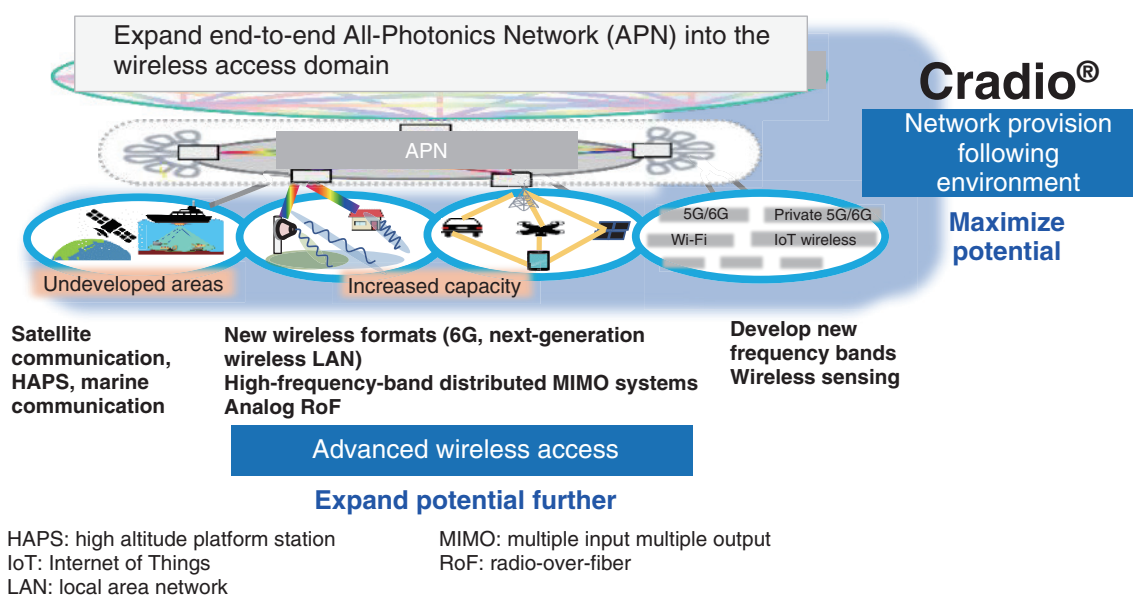 Expand end-to-end All-Photonics Network (APN) into the
wireless access domain
Cradio®
Network provision
following
environment
Maximize
potential
APN
5G/6G
Private 5G/6G
Wi-Fi
IoT wireless
Undeveloped areas
Increased capacity
Satellite
communication,
HAPS, marine
communication
New wireless formats (6G, next-generation
wireless LAN)
High-frequency-band distributed MIMO systems
Analog RoF
Develop new
frequency bands
Wireless sensing
Advanced wireless access
Expand potential further
HAPS: high altitude platform station
IoT: Internet of Things
LAN: local area network
MIMO: multiple input multiple output
RoF: radio-over-fiber